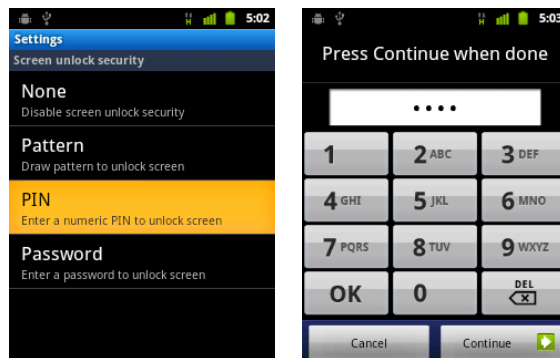 5:02
Settings
Screen unlock security
None
Disable screen unlock security
Pattern
Draw pattern to unlock screen
PIN
Enter a numeric PIN to unlock screen
Password
Enter a password to unlock screen
5:03
Press Continue when done
••••
1 2 ABC 3 DEF
4 GHI 5 JKL 6 MNO
7 PQRS 8 TUV 9 WXYZ
OK 0 DEL
Cancel Continue